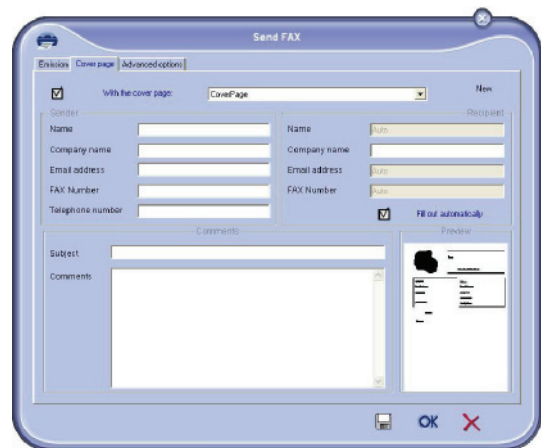 Send FAX
Emission Cover page Advanced options
With the cover page: CoverPage New
Sender Recipient
Name Name Auto
Company name Company name
Email address Email address Auto
FAX Number FAX Number Auto
Telephone number Fill out automatically
Comments Preview
Subject
Comments
OK